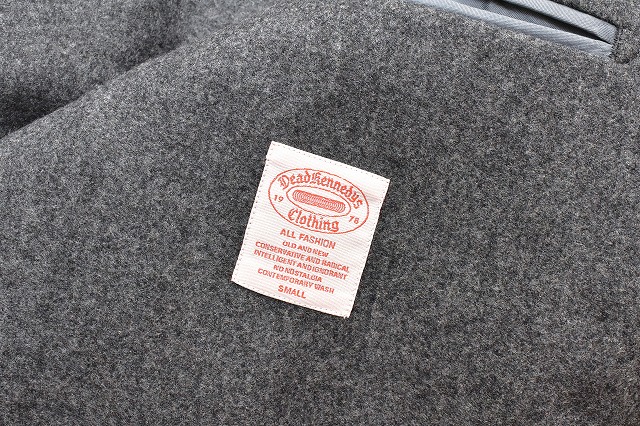 DeadKennedys
19 78
Clothing
ALL FASHION
OLD AND NEW
CONSERVATIVE AND RADICAL
INTELLIGENT AND IGNORANT
NO NOSTALGIA
CONTEMPORARY WASH
SMALL